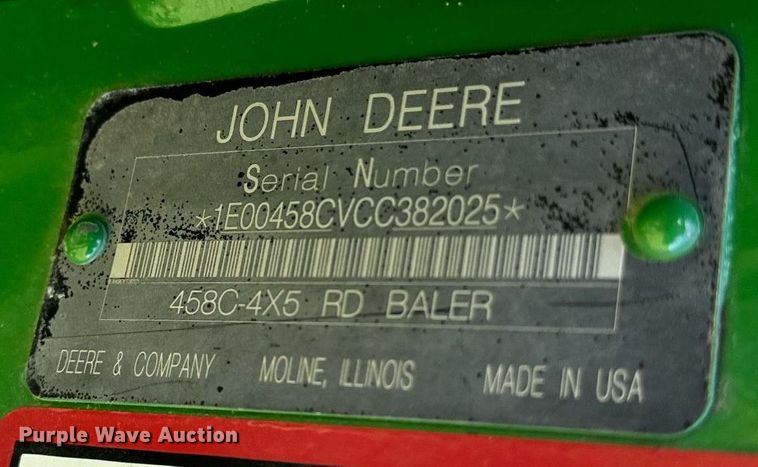 JOHN DEERE
Serial Number
*1E00458CVCC382025*
458C-4X5 RD BALER
DEERE & COMPANY MOLINE, ILLINOIS MADE IN USA
Purple Wave Auction